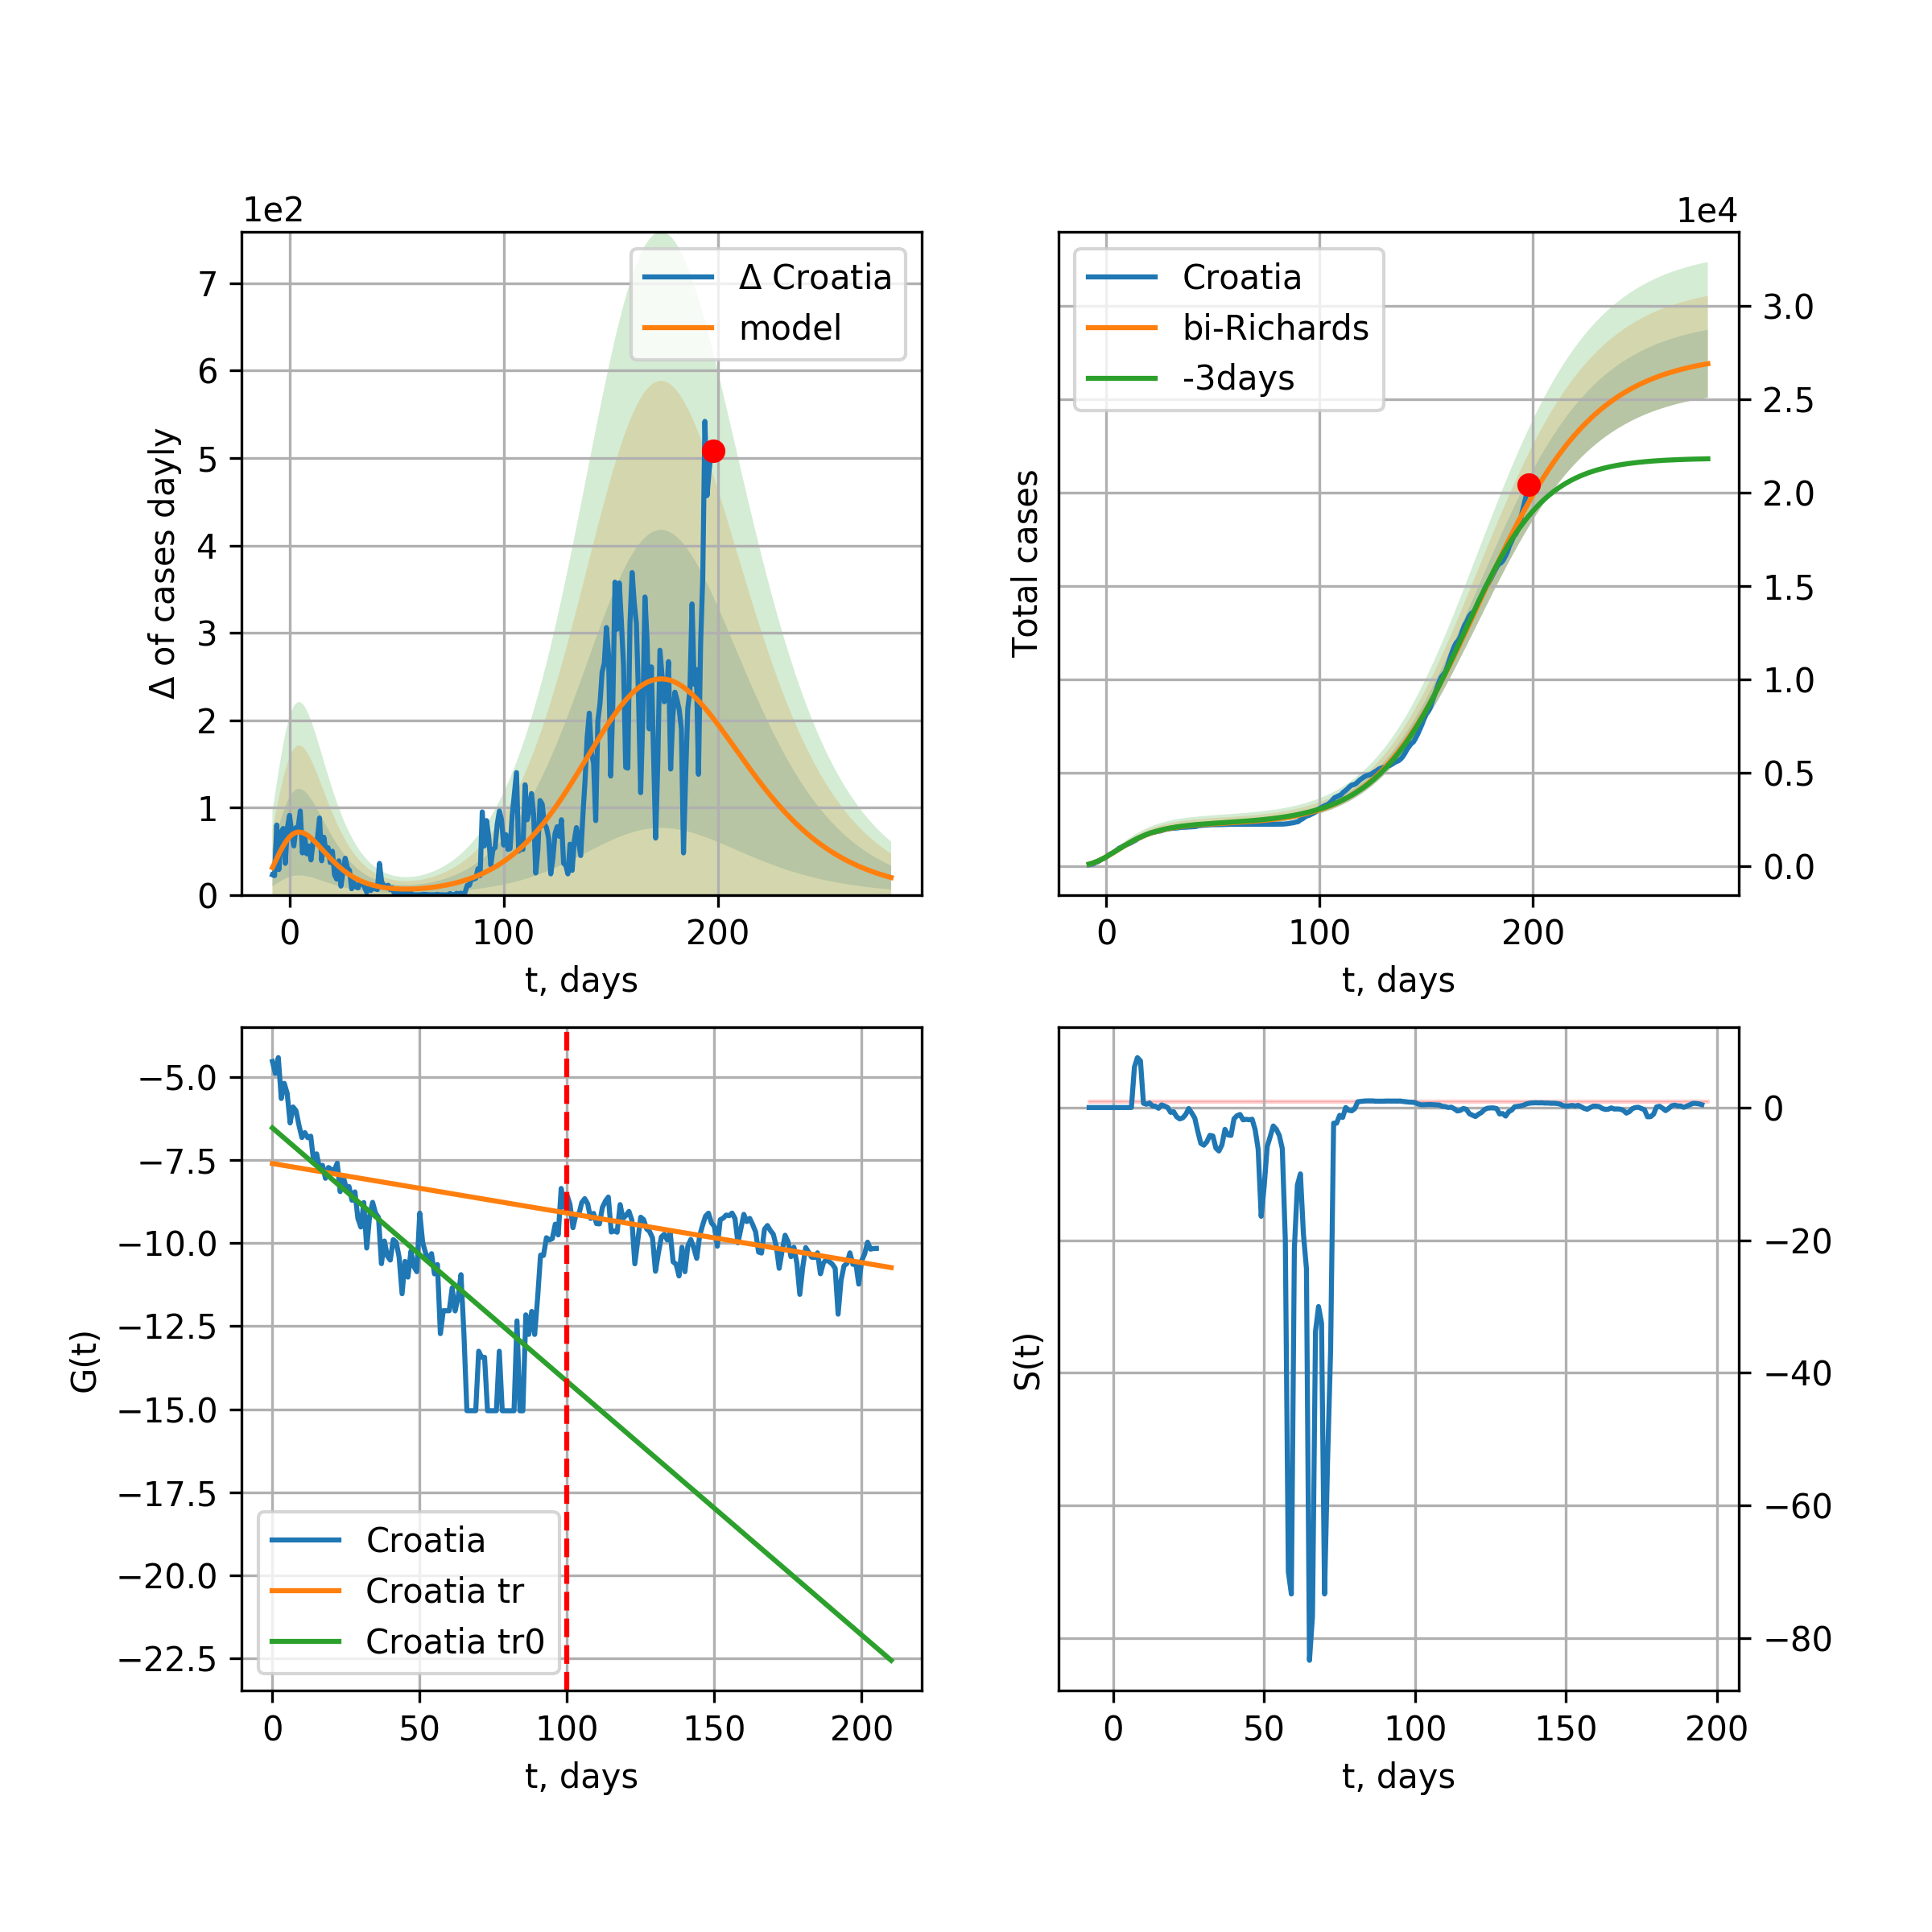 1e2
7
6
5
4
3
2
1
0
Δ of cases dayly
Δ Croatia
model
0 100 200
t, days
1e4
Croatia
bi-Richards
-3days
Total cases
3.0
2.5
2.0
1.5
1.0
0.5
0.0
0 100 200
t, days
−5.0
−7.5
−10.0
−12.5
−15.0
−17.5
−20.0
−22.5
G(t)
Croatia
Croatia tr
Croatia tr0
0 50 100 150 200
t, days
S(t)
0
−20
−40
−60
−80
0 50 100 150 200
t, days